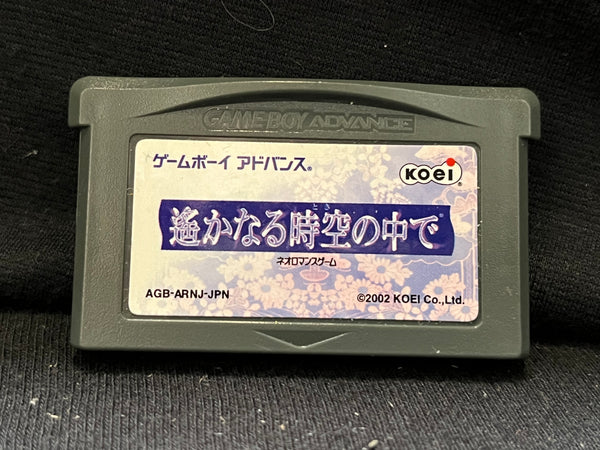 GAME BOY ADVANCE
ゲームボーイ アドバンス®
KOEI®
とき
遙かなる時空の中で
ネオロマンスゲーム
AGB-ARNJ-JPN ©2002 KOEI Co.,Ltd.